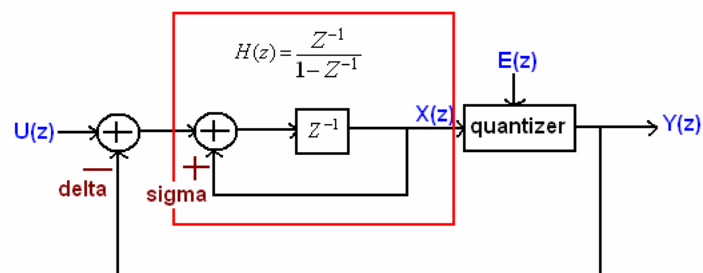 H(z) = Z⁻¹ / 1 - Z⁻¹
E(z)
U(z)
+
+
Z⁻¹
X(z)
quantizer
Y(z)
−
delta
+
sigma